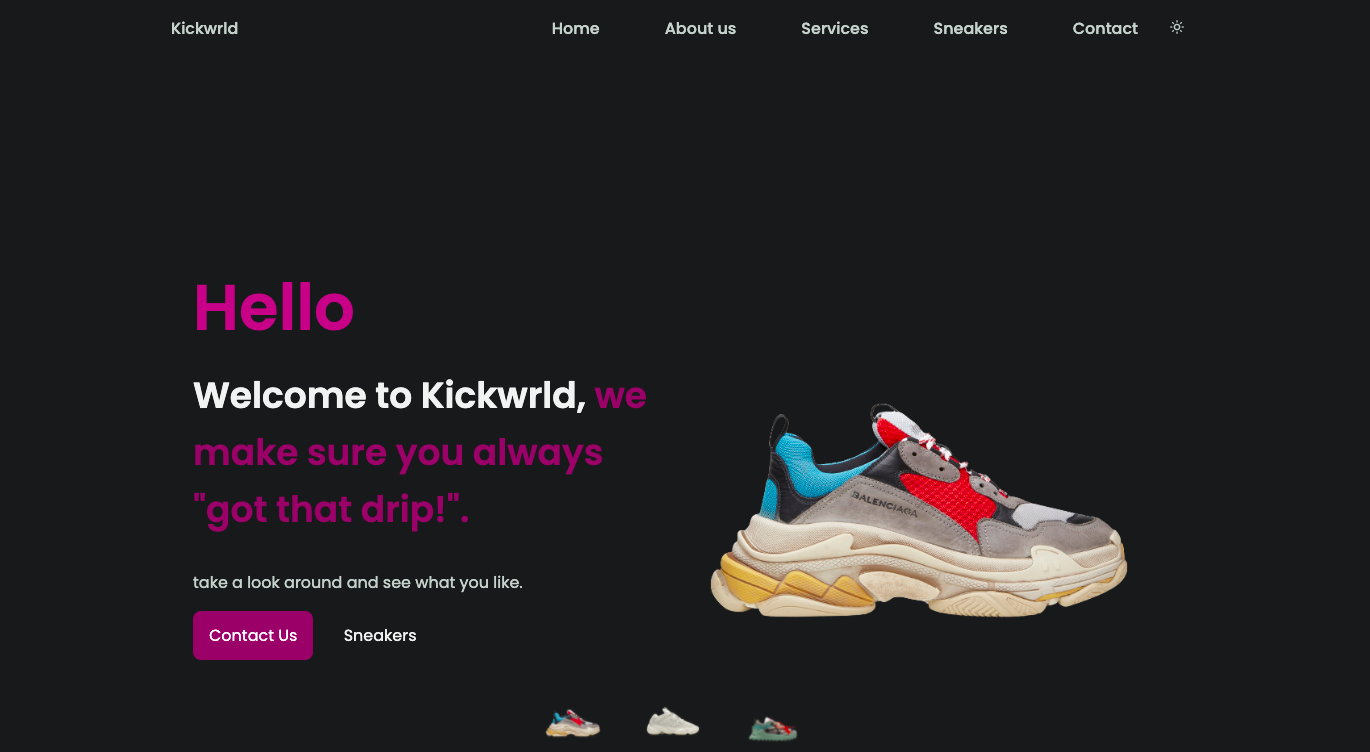 Kickwrld Home About us Services Sneakers Contact
Hello
Welcome to Kickwrld, we
make sure you always
"got that drip!".
BALENCIAGA
take a look around and see what you like.
Contact Us Sneakers